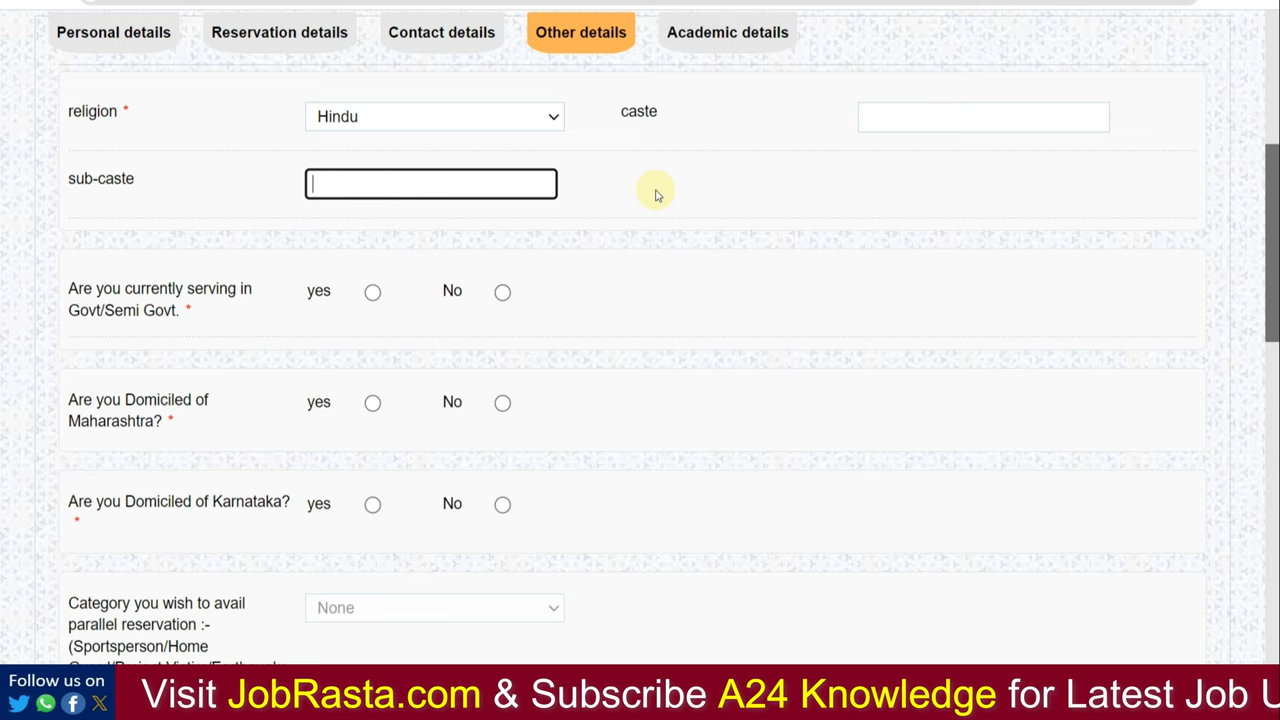 Personal details
Reservation details
Contact details
Other details
Academic details
religion *
Hindu
caste
sub-caste
Are you currently serving in
Govt/Semi Govt. *
yes
No
Are you Domiciled of
Maharashtra? *
yes
No
Are you Domiciled of Karnataka?
*
yes
No
Category you wish to avail
parallel reservation :-
(Sportsperson/Home
None
Follow us on
Visit JobRasta.com & Subscribe A24 Knowledge for Latest Job U